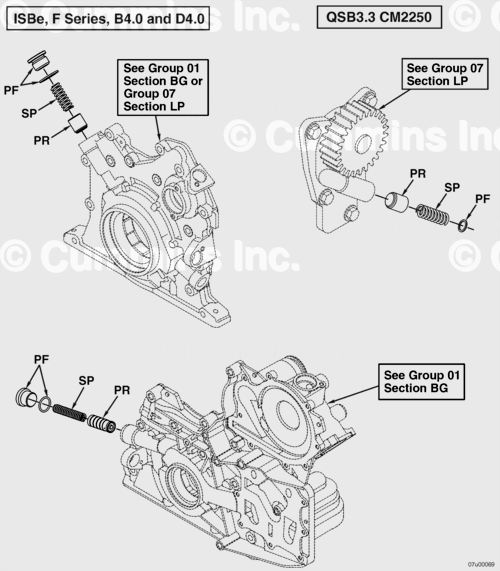 ISBe, F Series, B4.0 and D4.0
QSB3.3 CM2250
See Group 01
Section BG or
Group 07
Section LP
See Group 07
Section LP
PF
SP
PR
PR
SP
PF
© Cummins Inc.
© Cummins Inc.
© Cummins Inc.
© Cummins Inc.
PF
SP
PR
See Group 01
Section BG
07u00069